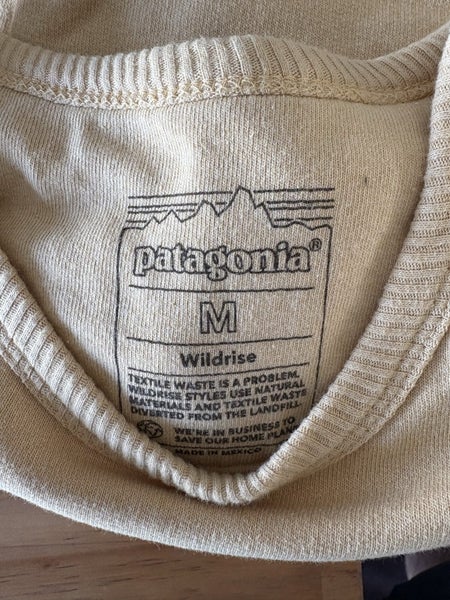 patagonia®
M
Wildrise
TEXTILE WASTE IS A PROBLEM.
WILDRISE STYLES USE NATURAL
MATERIALS AND TEXTILE WASTE
DIVERTED FROM THE LANDFILL.
WE'RE IN BUSINESS TO
SAVE OUR HOME PLAN
MADE IN MEXICO